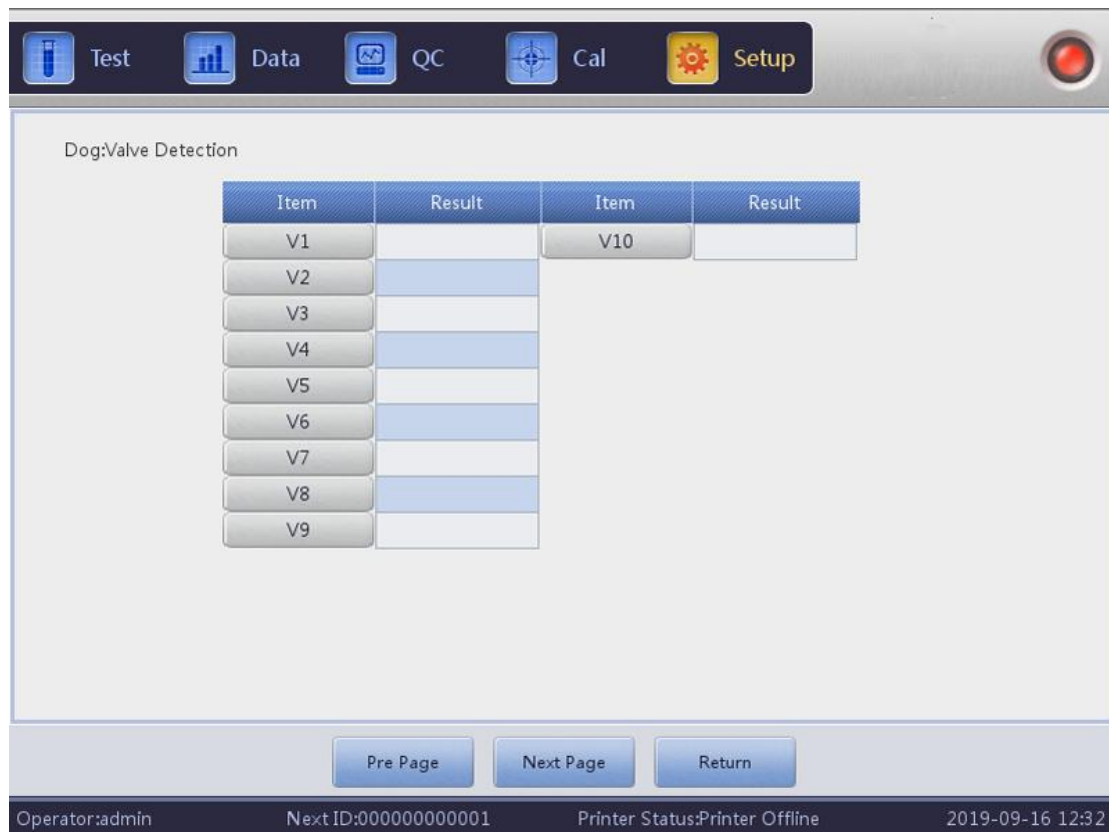 Test Data QC Cal Setup
Dog:Valve Detection
Item Result Item Result
V1 V10
V2
V3
V4
V5
V6
V7
V8
V9
Pre Page Next Page Return
Operator:admin Next ID:000000000001 Printer Status:Printer Offline 2019-09-16 12:32